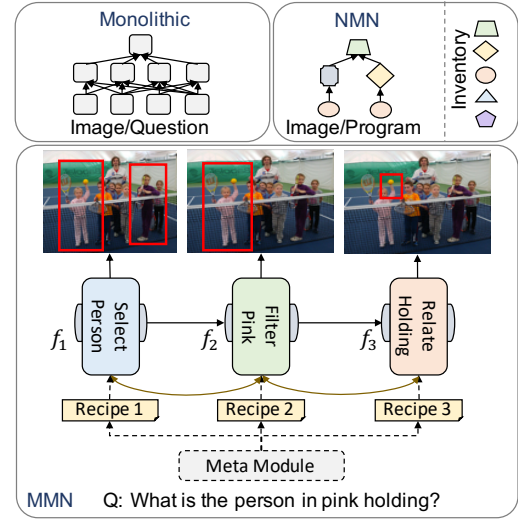 Monolithic
Image/Question
NMN
Image/Program
Inventory
Select
Person
Filter
Pink
Relate
Holding
f1
f2
f3
Recipe 1
Recipe 2
Recipe 3
Meta Module
MMN
Q: What is the person in pink holding?